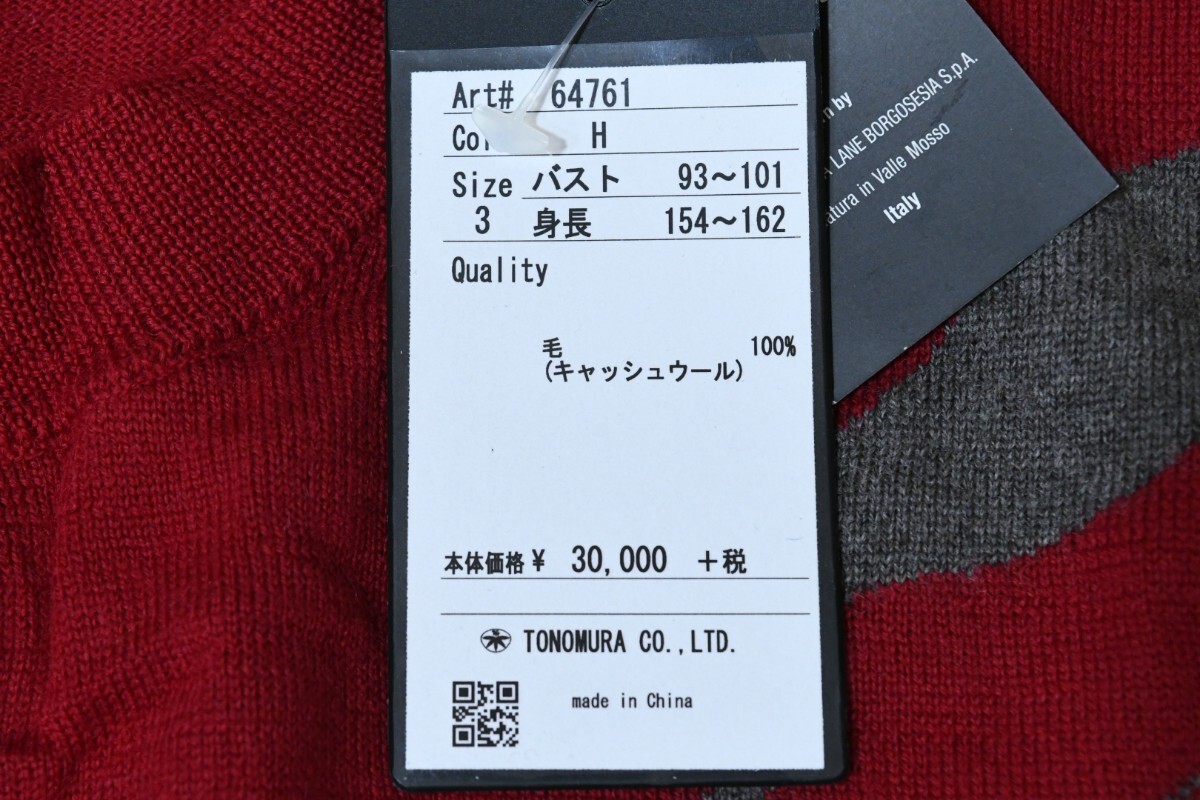 Art# 64761
H
Size バスト 93～101
3 身長 154～162
Quality
毛 100%
(キャッシュウール)
本体価格 ¥ 30,000 +税
TONOMURA CO.,LTD.
made in China
by
LANE BORGOSESIA S.p.A.
in Valle Mosso
Italy